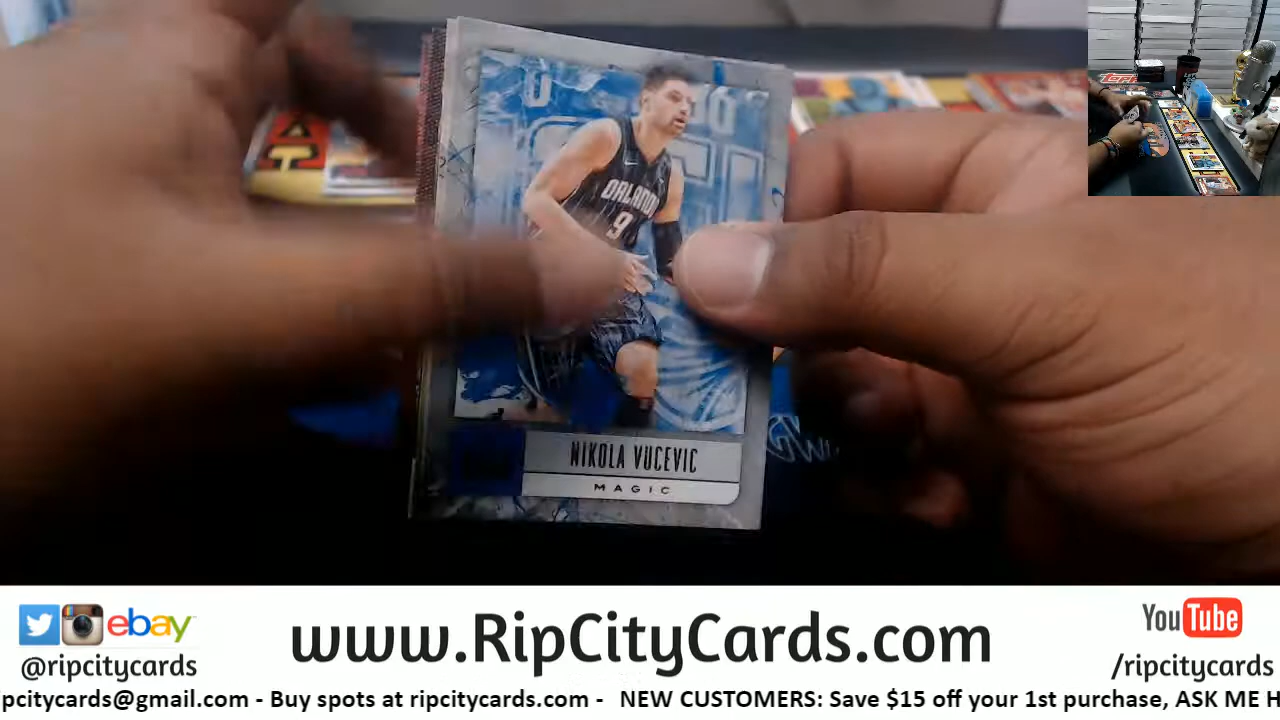 ORLANDO
9
NIKOLA VUCEVIC
MAGIC
ebay
@ripcitycards
www.RipCityCards.com
YouTube
/ripcitycards
pcitycards@gmail.com - Buy spots at ripcitycards.com - NEW CUSTOMERS: Save $15 off your 1st purchase, ASK ME H